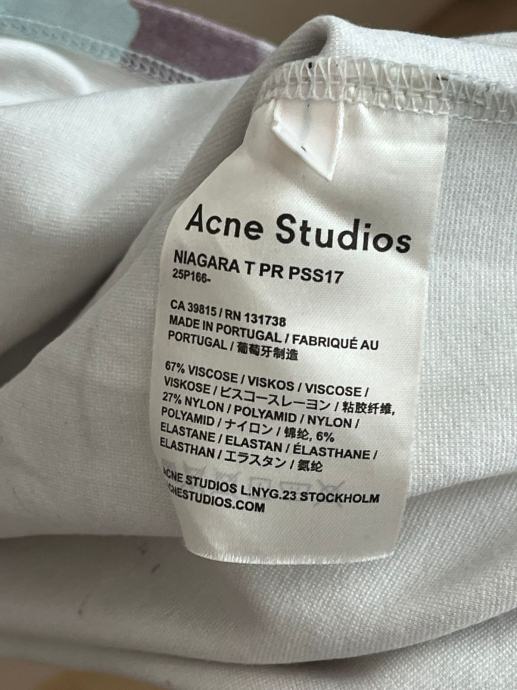 Acne Studios
NIAGARA T PR PSS17
25P166-
CA 39815 / RN 131738
MADE IN PORTUGAL / FABRIQUÉ AU
PORTUGAL / 葡萄牙制造
67% VISCOSE / VISKOS / VISCOSE /
VISKOSE / ビスコースレーヨン / 粘胶纤维,
27% NYLON / POLYAMID / NYLON /
POLYAMID / ナイロン / 锦纶, 6%
ELASTANE / ELASTAN / ÉLASTHANE /
ELASTHAN / エラスタン / 氨纶
ACNE STUDIOS L.NYG.23 STOCKHOLM
CNESTUDIOS.COM